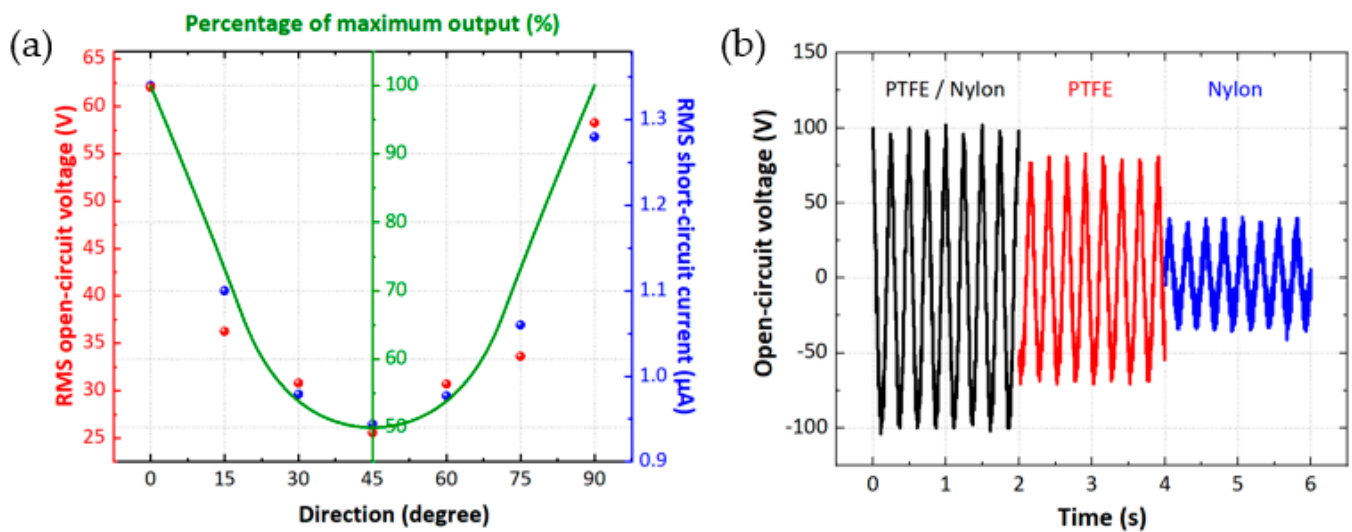 (a)
Percentage of maximum output (%)
RMS open-circuit voltage (V)
65
60
55
50
45
40
35
30
25
100
90
80
70
60
50
1.3
1.2
1.1
1.0
0.9
RMS short-circuit current (μA)
0 15 30 45 60 75 90
Direction (degree)
(b)
Open-circuit voltage (V)
150
100
50
0
-50
-100
PTFE / Nylon PTFE Nylon
0 1 2 3 4 5 6
Time (s)